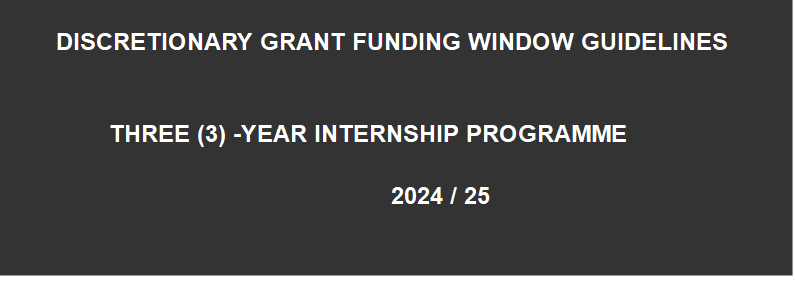 DISCRETIONARY GRANT FUNDING WINDOW GUIDELINES
THREE (3) -YEAR INTERNSHIP PROGRAMME
2024 / 25